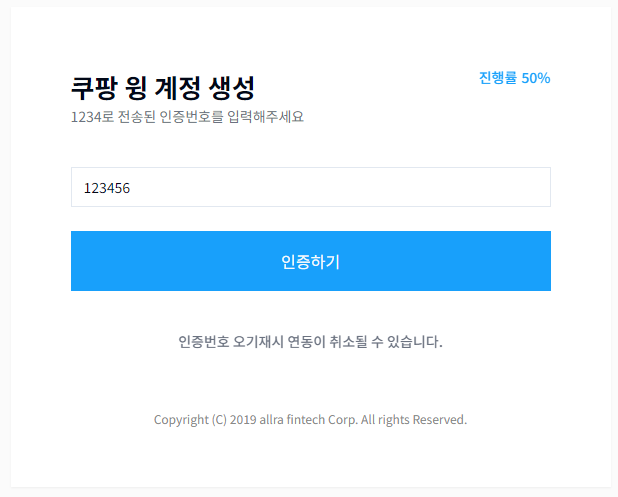 쿠팡 윙 계정 생성
진행률 50%
1234로 전송된 인증번호를 입력해주세요
123456
인증하기
인증번호 오기재시 연동이 취소될 수 있습니다.
Copyright (C) 2019 allra fintech Corp. All rights Reserved.